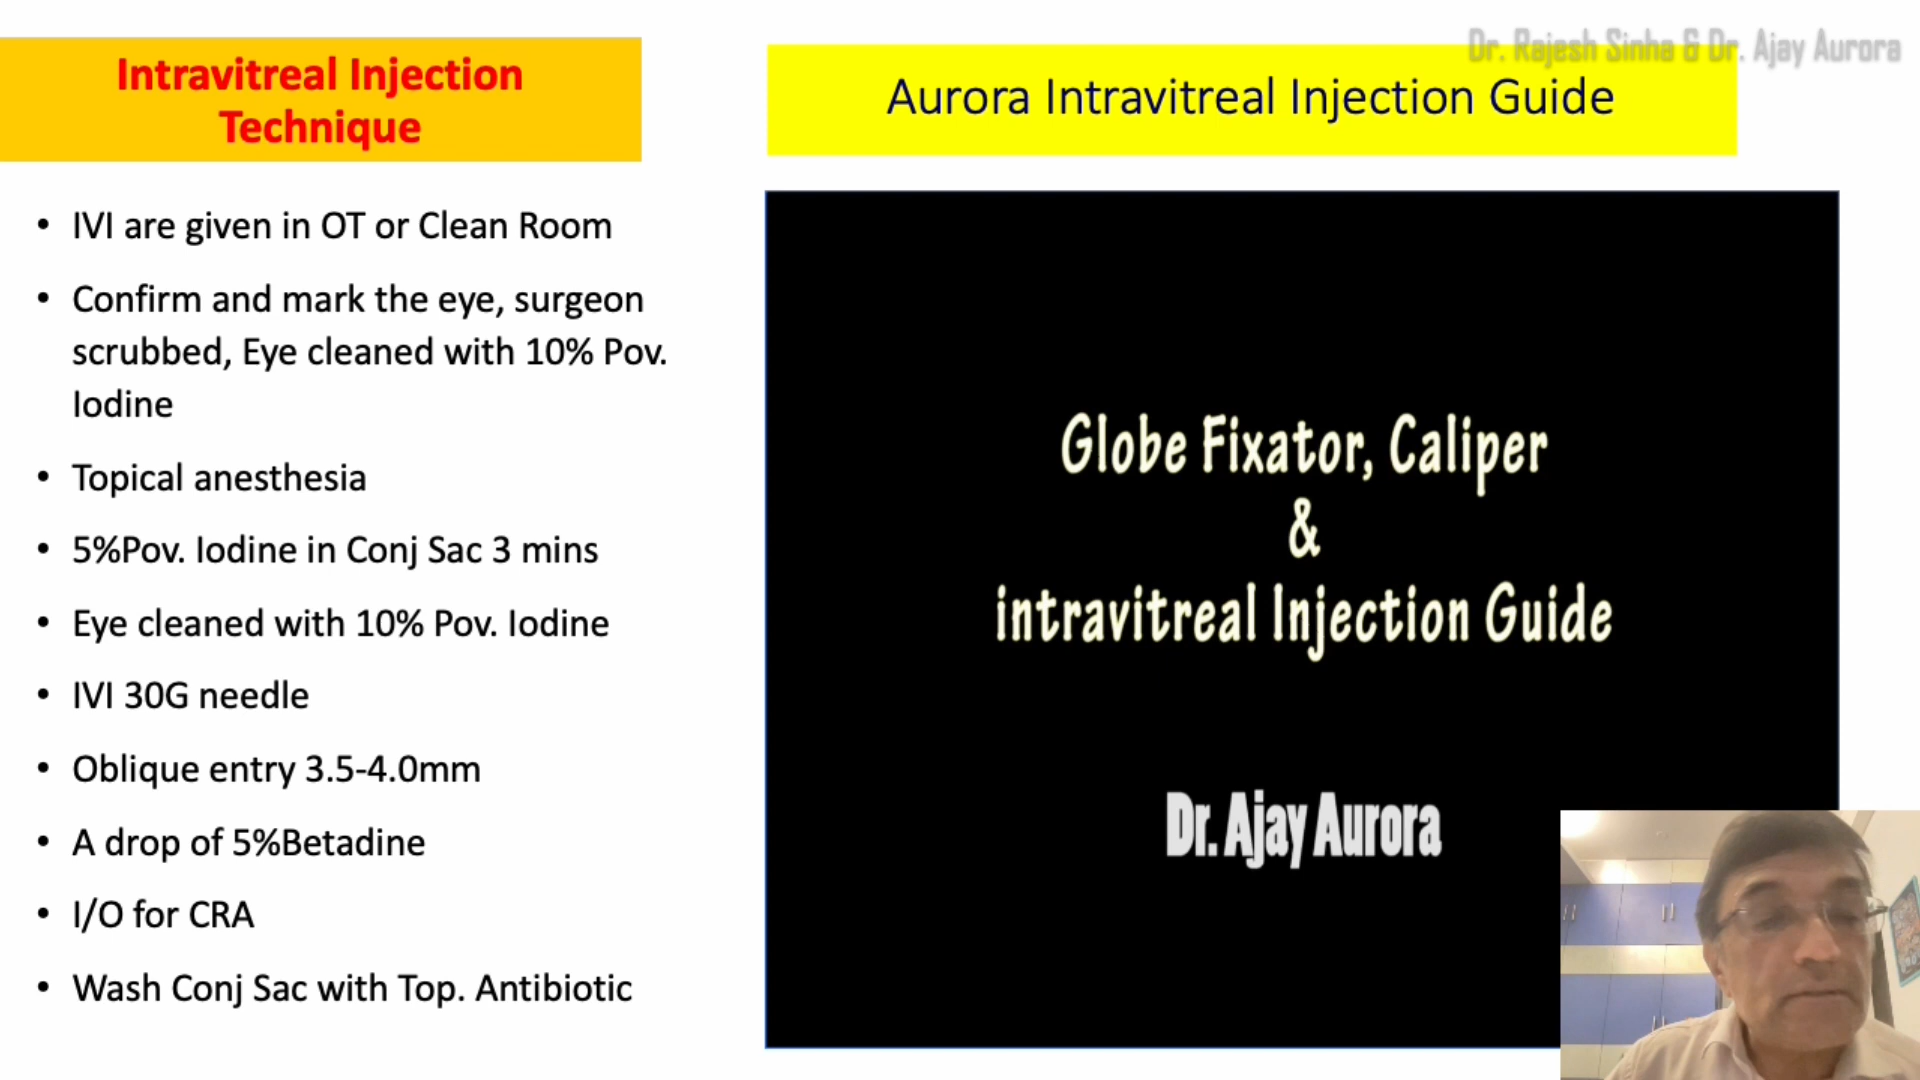 Dr. Rajesh Sinha & Dr. Ajay Aurora
Intravitreal Injection
Technique
• IVI are given in OT or Clean Room
• Confirm and mark the eye, surgeon
scrubbed, Eye cleaned with 10% Pov.
Iodine
• Topical anesthesia
• 5%Pov. Iodine in Conj Sac 3 mins
• Eye cleaned with 10% Pov. Iodine
• IVI 30G needle
• Oblique entry 3.5-4.0mm
• A drop of 5%Betadine
• I/O for CRA
• Wash Conj Sac with Top. Antibiotic
Aurora Intravitreal Injection Guide
Globe Fixator, Caliper
&
intravitreal Injection Guide
Dr. Ajay Aurora